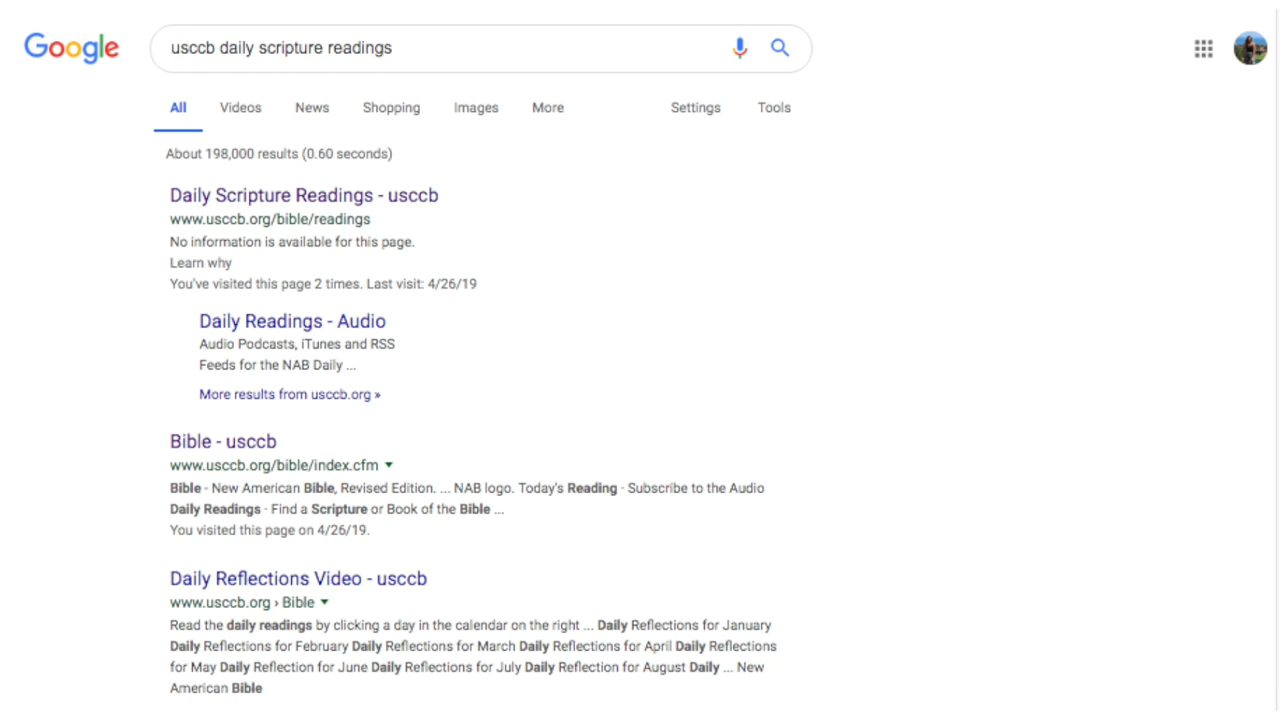 Google
usccb daily scripture readings
All Videos News Shopping Images More Settings Tools
About 198,000 results (0.60 seconds)
Daily Scripture Readings - usccb
www.usccb.org/bible/readings
No information is available for this page.
Learn why
You've visited this page 2 times. Last visit: 4/26/19
Daily Readings - Audio
Audio Podcasts, iTunes and RSS
Feeds for the NAB Daily ...
More results from usccb.org »
Bible - usccb
www.usccb.org/bible/index.cfm
Bible - New American Bible, Revised Edition. ... NAB logo. Today's Reading · Subscribe to the Audio
Daily Readings · Find a Scripture or Book of the Bible ...
You visited this page on 4/26/19.
Daily Reflections Video - usccb
www.usccb.org › Bible
Read the daily readings by clicking a day in the calendar on the right ... Daily Reflections for January
Daily Reflections for February Daily Reflections for March Daily Reflections for April Daily Reflections
for May Daily Reflection for June Daily Reflections for July Daily Reflection for August Daily ... New
American Bible